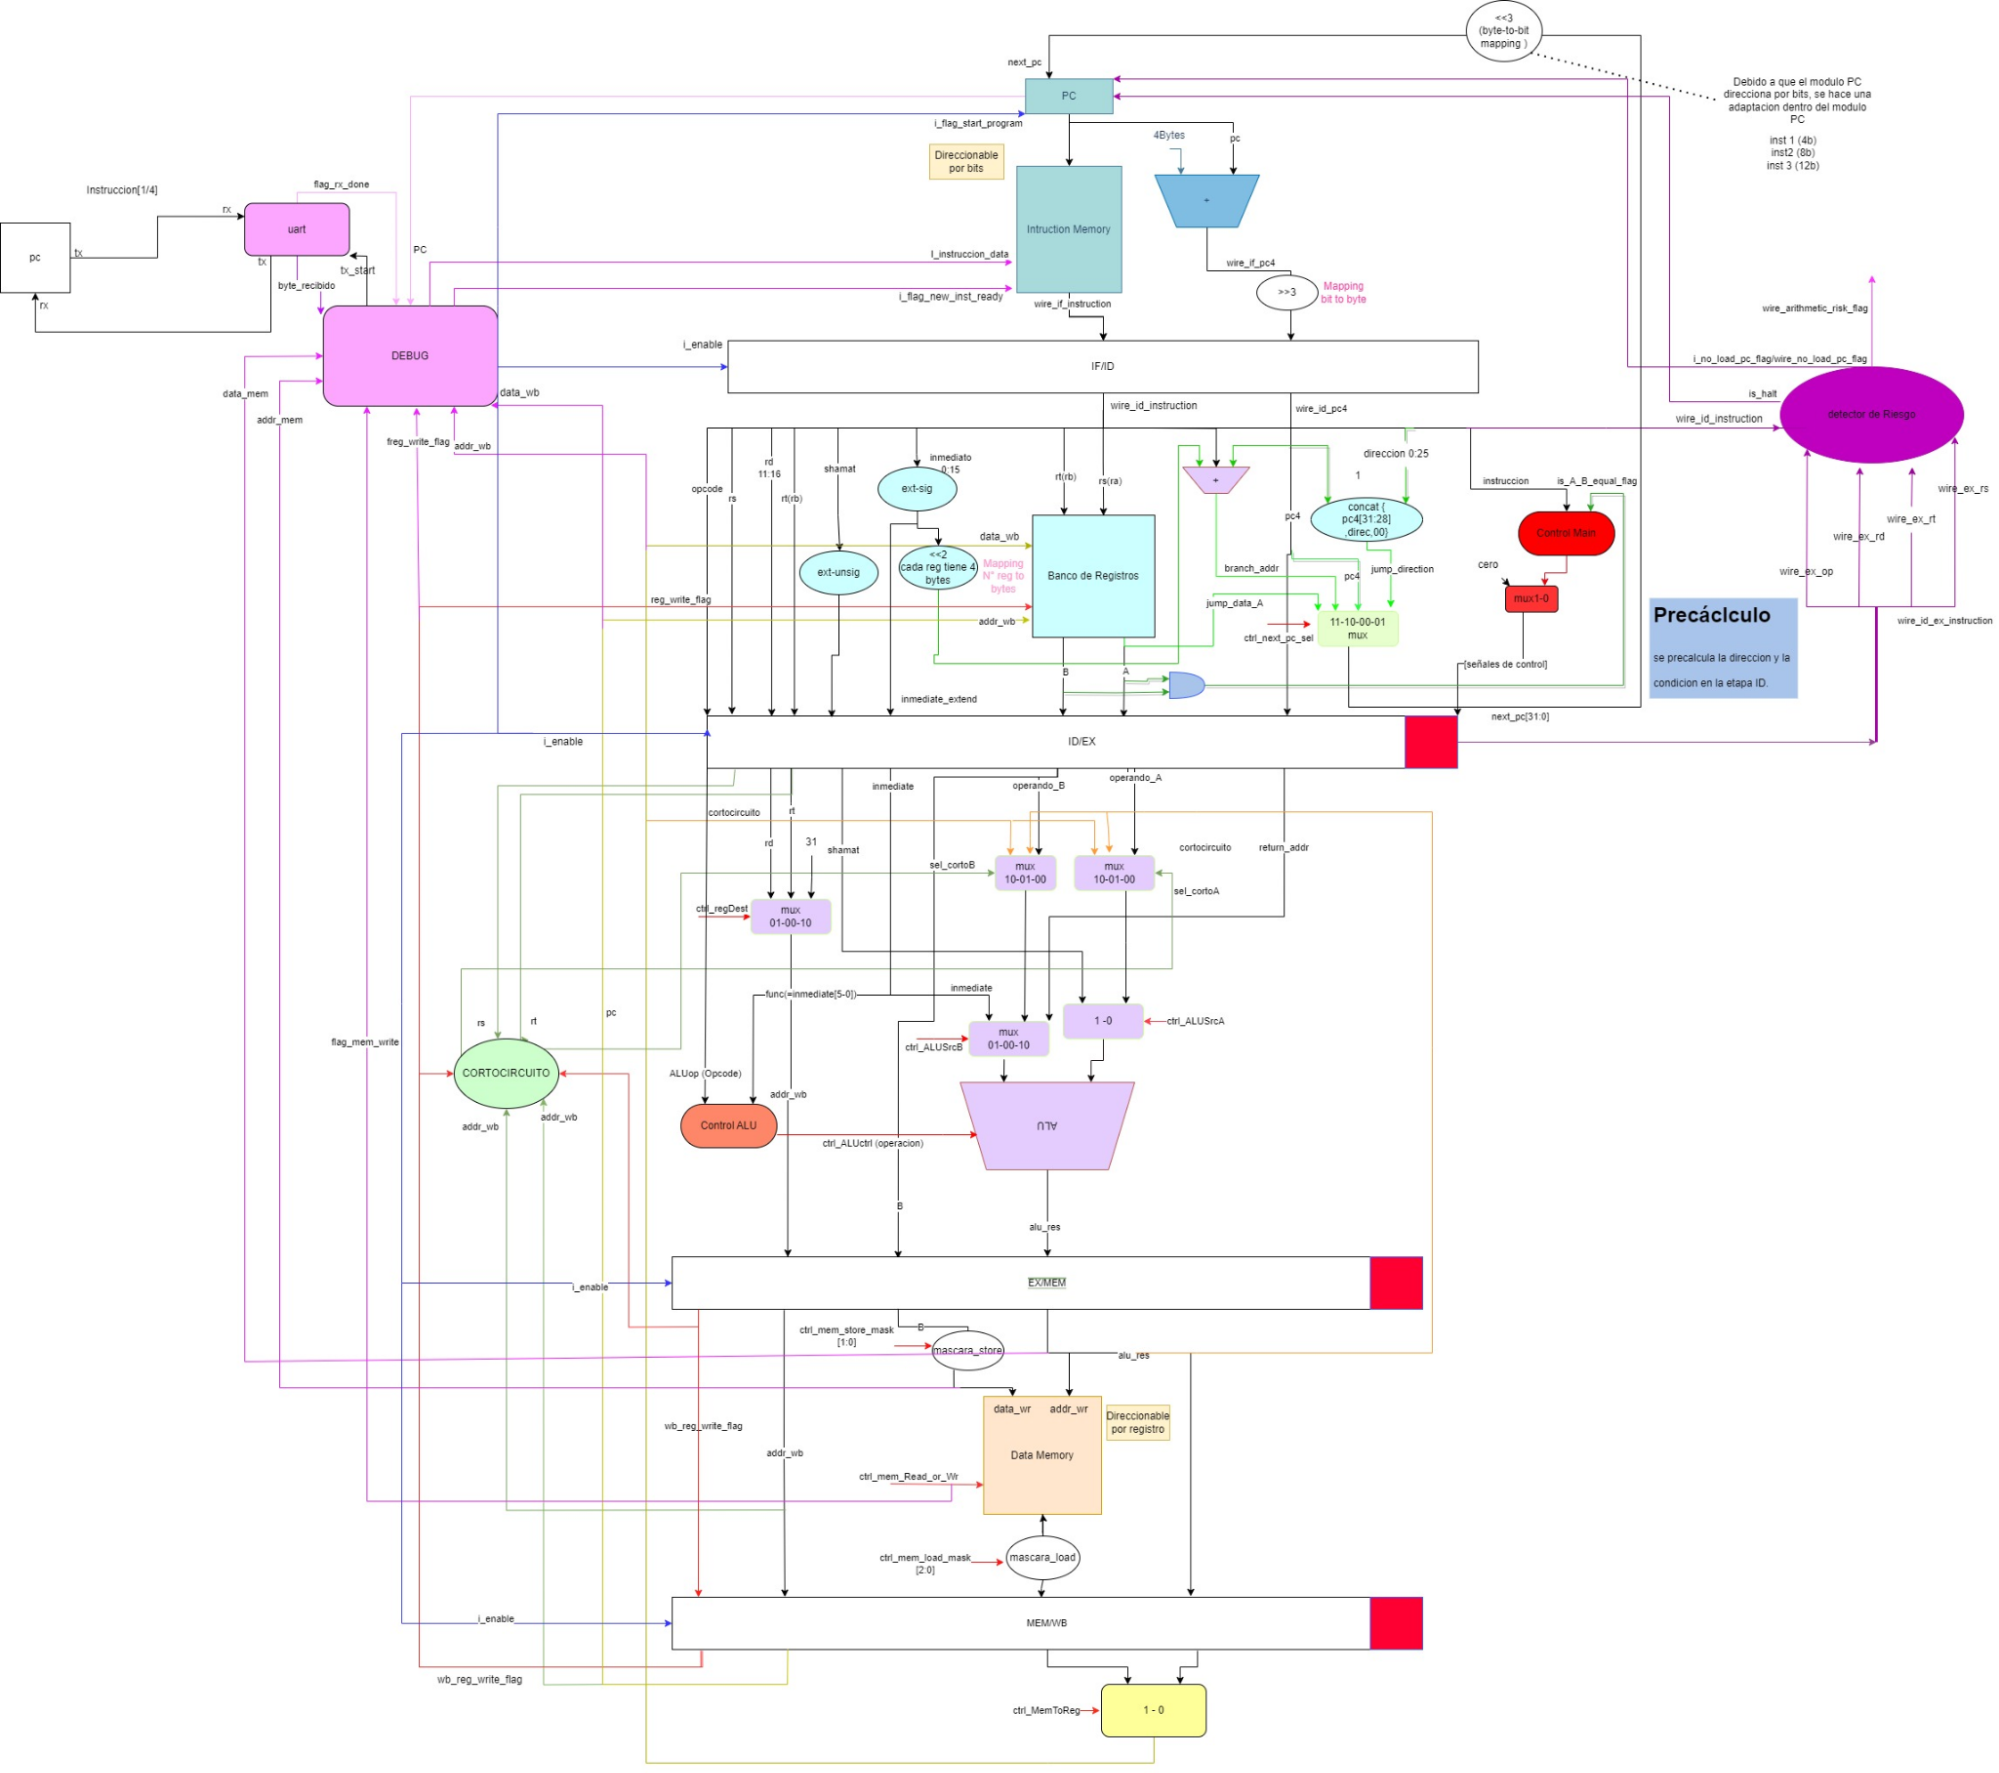 <<3
(byte-to-bit
mapping )
next_pc
PC
Debido a que el modulo PC
direcciona por bits, se hace una
adaptacion dentro del modulo
PC
inst 1 (4b)
inst2 (8b)
inst 3 (12b)
i_flag_start_program
4Bytes
pc
Direccionable
por bits
Intruction Memory
+
Instruccion[1/4]
flag_rx_done
rx
uart
pc
tx
tx
tx_start
byte_recibido
rx
PC
I_instruccion_data
i_flag_new_inst_ready
wire_if_instruction
wire_if_pc4
>>3
Mapping
bit to byte
wire_arithmetic_risk_flag
DEBUG
i_enable
IF/ID
i_no_load_pc_flag/wire_no_load_pc_flag
is_halt
data_mem
addr_mem
data_wb
freg_write_flag
addr_wb
wire_id_instruction
wire_id_pc4
wire_id_instruction
detector de Riesgo
opcode
rs
rd
11:16
rt(rb)
shamat
inmediato
0:15
ext-sig
rt(rb)
rs(ra)
+
direccion 0:25
1
instruccion
is_A_B_equal_flag
wire_ex_rs
wire_ex_rt
wire_ex_rd
wire_ex_op
pc4
concat {
pc4[31:28]
,direc,00}
Control Main
data_wb
<<2
cada reg tiene 4
bytes
Mapping
N° reg to
bytes
ext-unsig
Banco de Registros
branch_addr
pc4
jump_direction
cero
mux1-0
reg_write_flag
addr_wb
jump_data_A
11-10-00-01
mux
ctrl_next_pc_sel
Precáclculo
se precalcula la direccion y la
condicion en la etapa ID.
wire_id_ex_instruction
B
A
[señales de control]
inmediate_extend
next_pc[31:0]
i_enable
ID/EX
inmediate
operando_B
operando_A
cortocircuito
rt
rd
31
shamat
sel_cortoB
mux
10-01-00
mux
10-01-00
cortocircuito
return_addr
sel_cortoA
ctrl_regDest
mux
01-00-10
func(=inmediate[5-0])
inmediate
pc
rs
rt
flag_mem_write
CORTOCIRCUITO
mux
01-00-10
ctrl_ALUSrcB
1 -0
ctrl_ALUSrcA
ALUop (Opcode)
addr_wb
addr_wb
addr_wb
Control ALU
ctrl_ALUctrl (operacion)
ALU
B
alu_res
i_enable
EX/MEM
ctrl_mem_store_mask
[1:0]
B
mascara_store
alu_res
data_wr
addr_wr
Direccionable
por registro
Data Memory
wb_reg_write_flag
addr_wb
ctrl_mem_Read_or_Wr
ctrl_mem_load_mask
[2:0]
mascara_load
i_enable
MEM/WB
wb_reg_write_flag
ctrl_MemToReg
1 - 0